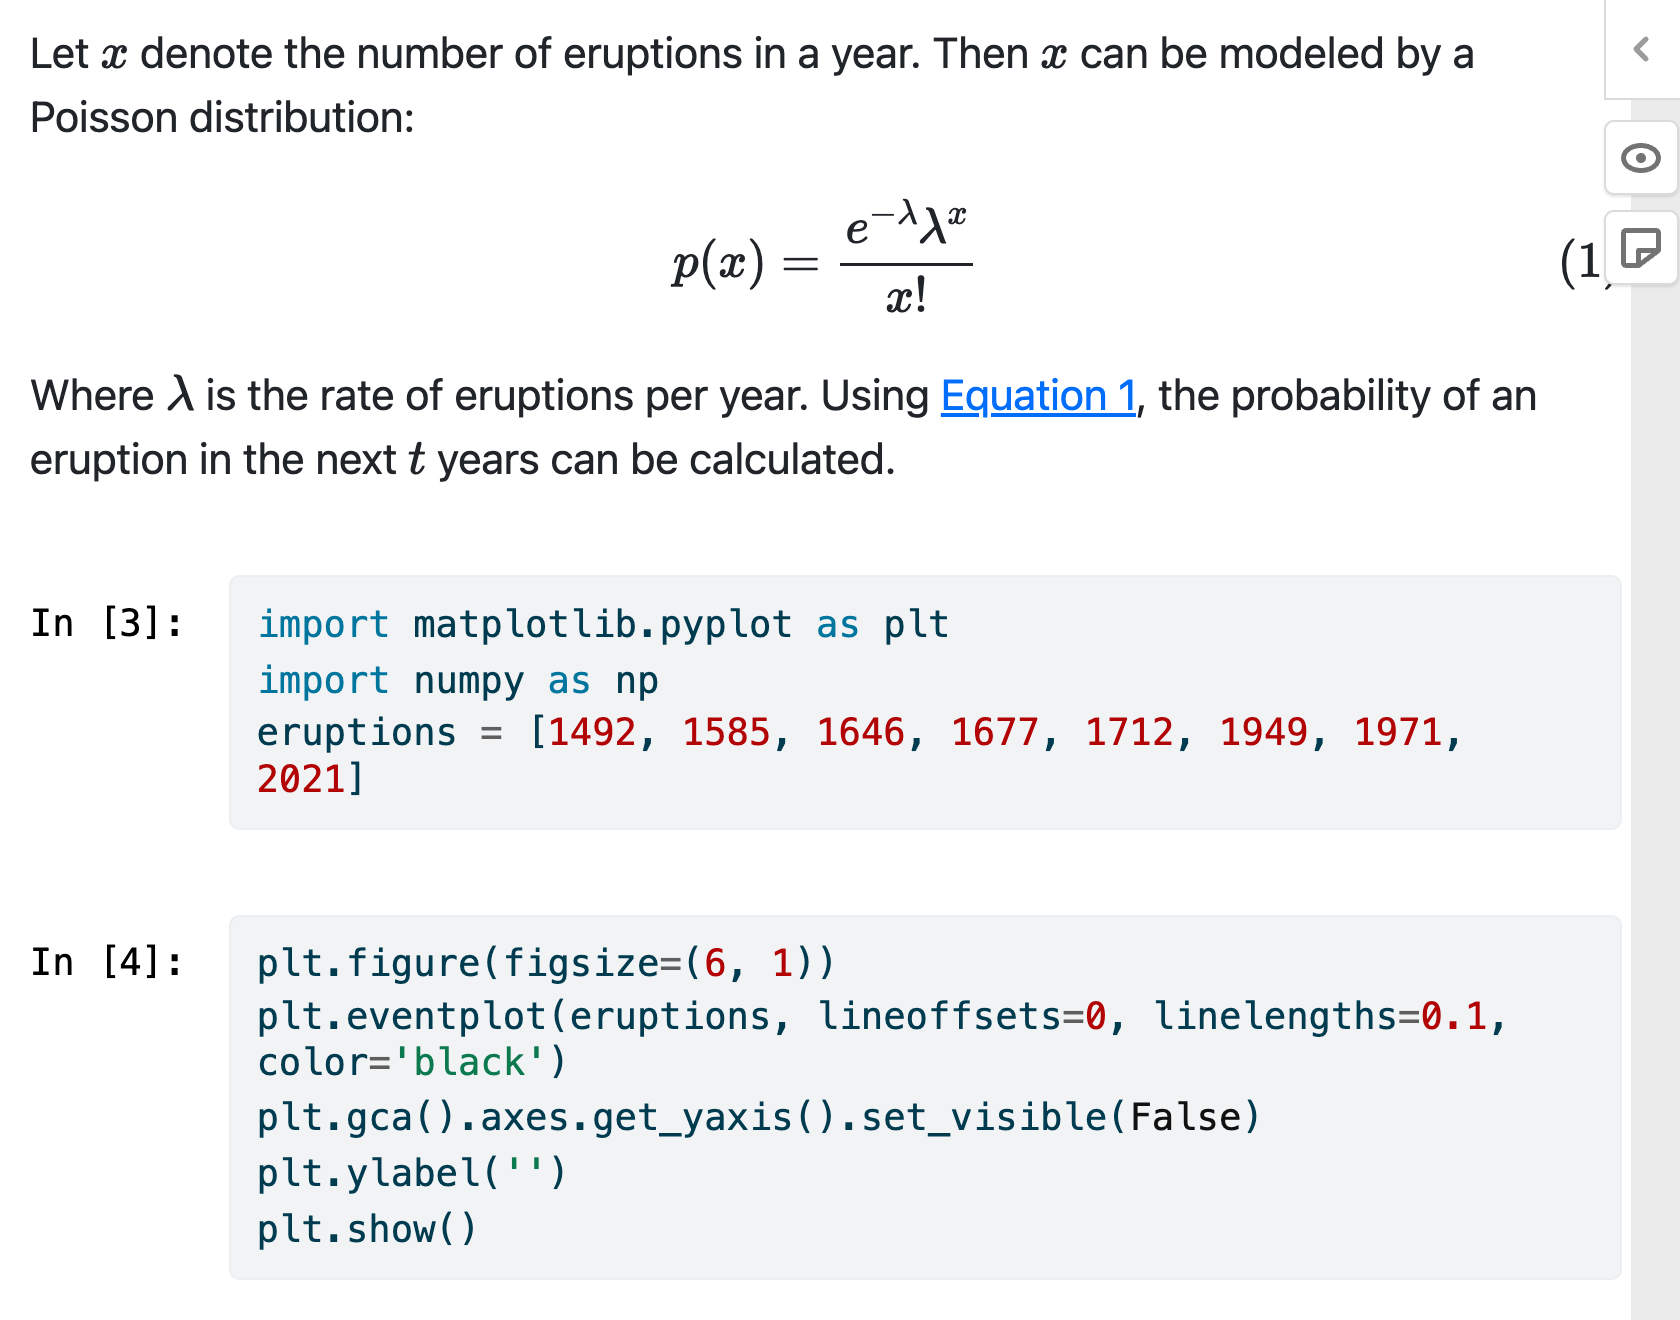 Let x denote the number of eruptions in a year. Then x can be modeled by a
Poisson distribution:
p(x) = e^{-λ}λ^x / x! (1)
Where λ is the rate of eruptions per year. Using Equation 1, the probability of an
eruption in the next t years can be calculated.
In [3]:
import matplotlib.pyplot as plt
import numpy as np
eruptions = [1492, 1585, 1646, 1677, 1712, 1949, 1971,
2021]
In [4]:
plt.figure(figsize=(6, 1))
plt.eventplot(eruptions, lineoffsets=0, linelengths=0.1,
color='black')
plt.gca().axes.get_yaxis().set_visible(False)
plt.ylabel('')
plt.show()